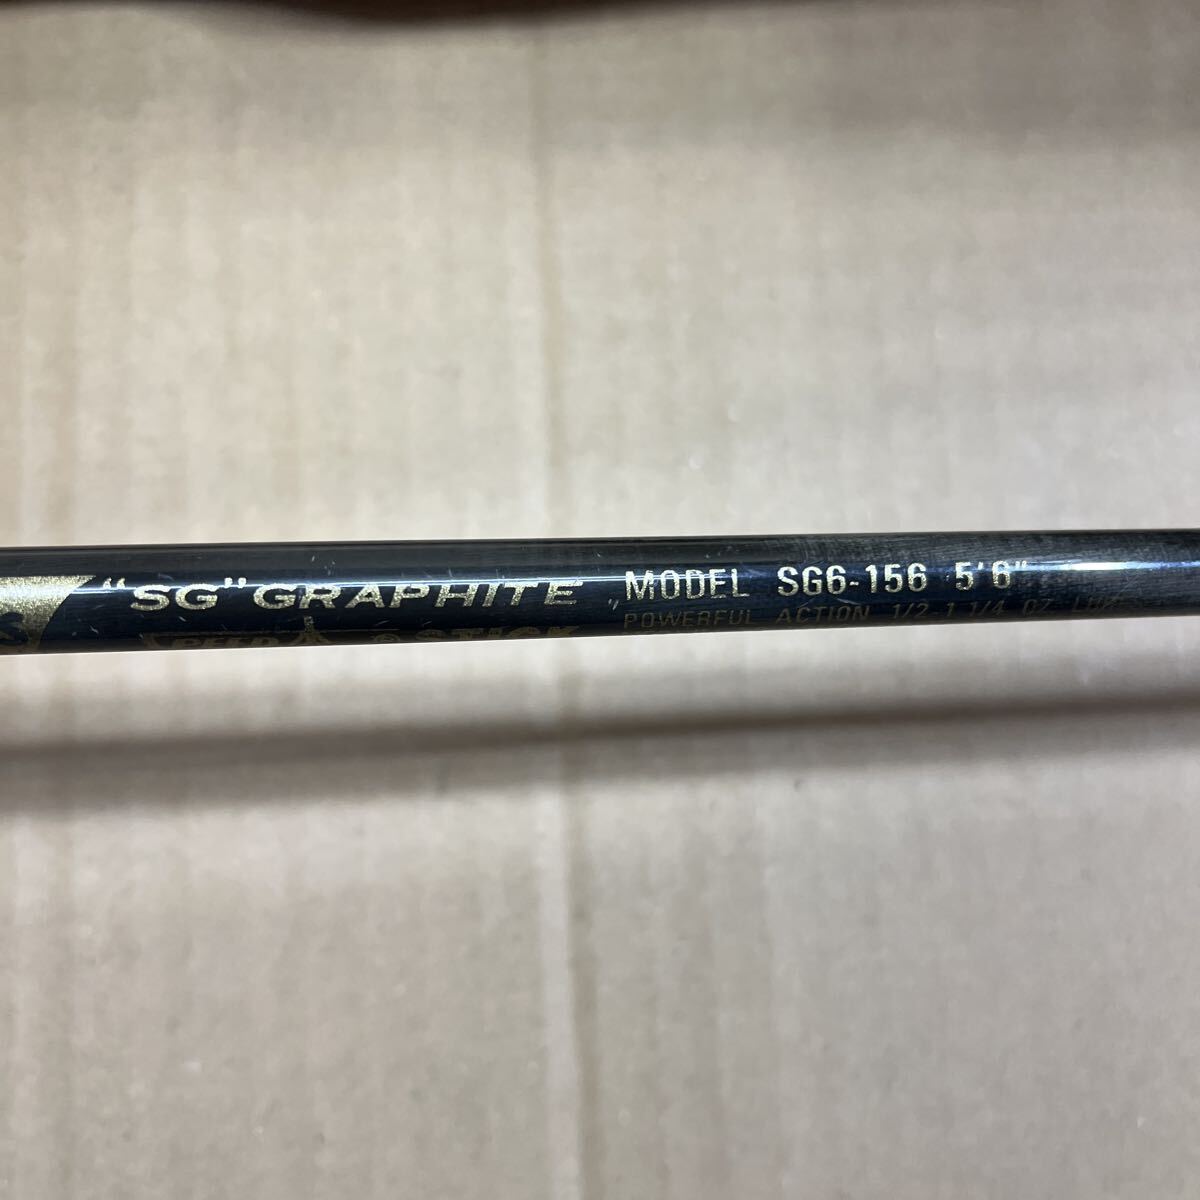 "SG" GRAPHITE MODEL SG6-156 5'6"
POWERFUL ACTION 1/2-1 1/4 OZ